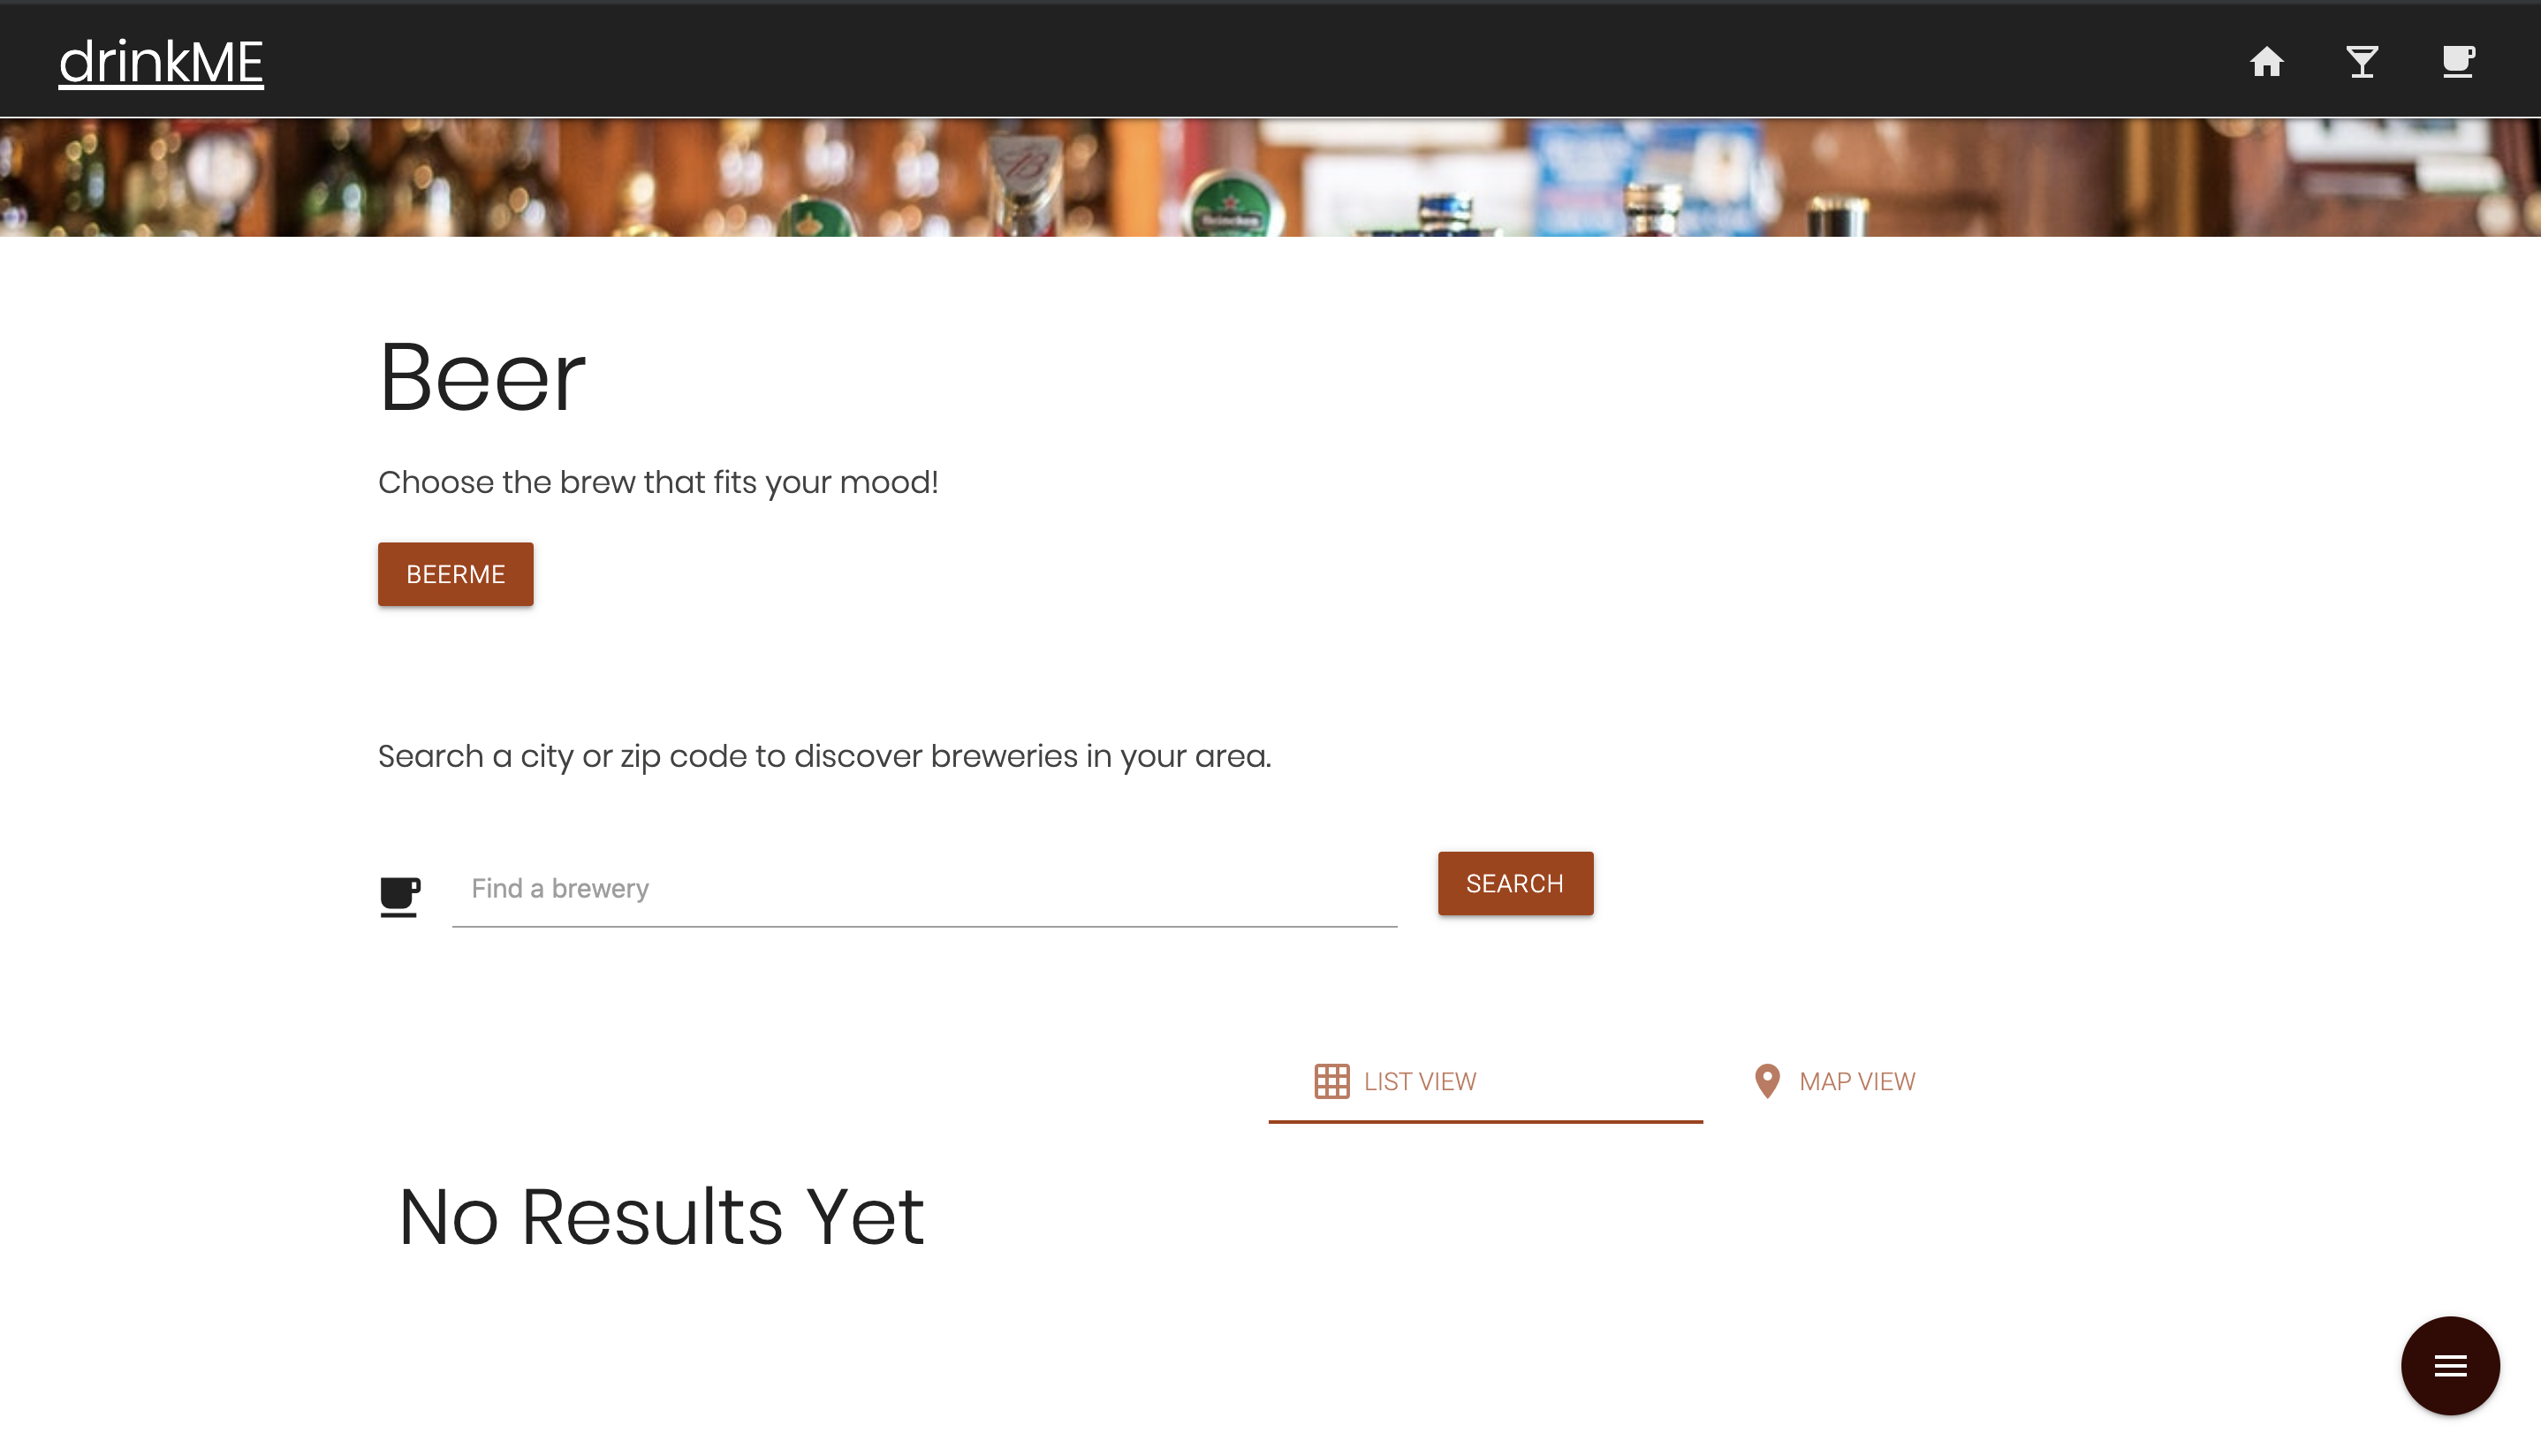 drinkME
Heineken
Beer
Choose the brew that fits your mood!
BEERME
Search a city or zip code to discover breweries in your area.
Find a brewery
SEARCH
LIST VIEW
MAP VIEW
No Results Yet